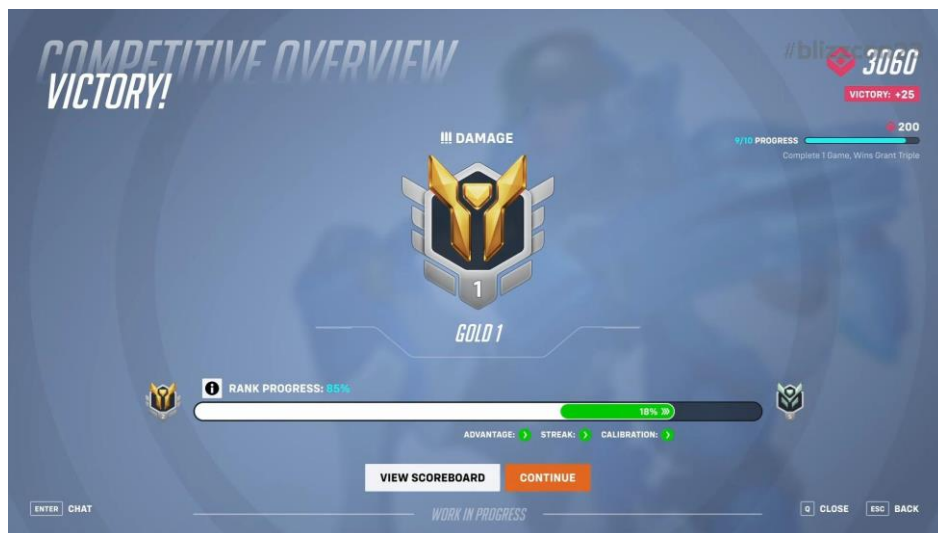 COMPETITIVE OVERVIEW
VICTORY!
3060
VICTORY: +25
200
9/10 PROGRESS
Complete 1 Game, Wins Grant Triple
DAMAGE
1
GOLD 1
RANK PROGRESS: 85%
18%
ADVANTAGE: STREAK: CALIBRATION:
VIEW SCOREBOARD CONTINUE
ENTER CHAT
WORK IN PROGRESS
Q CLOSE ESC BACK